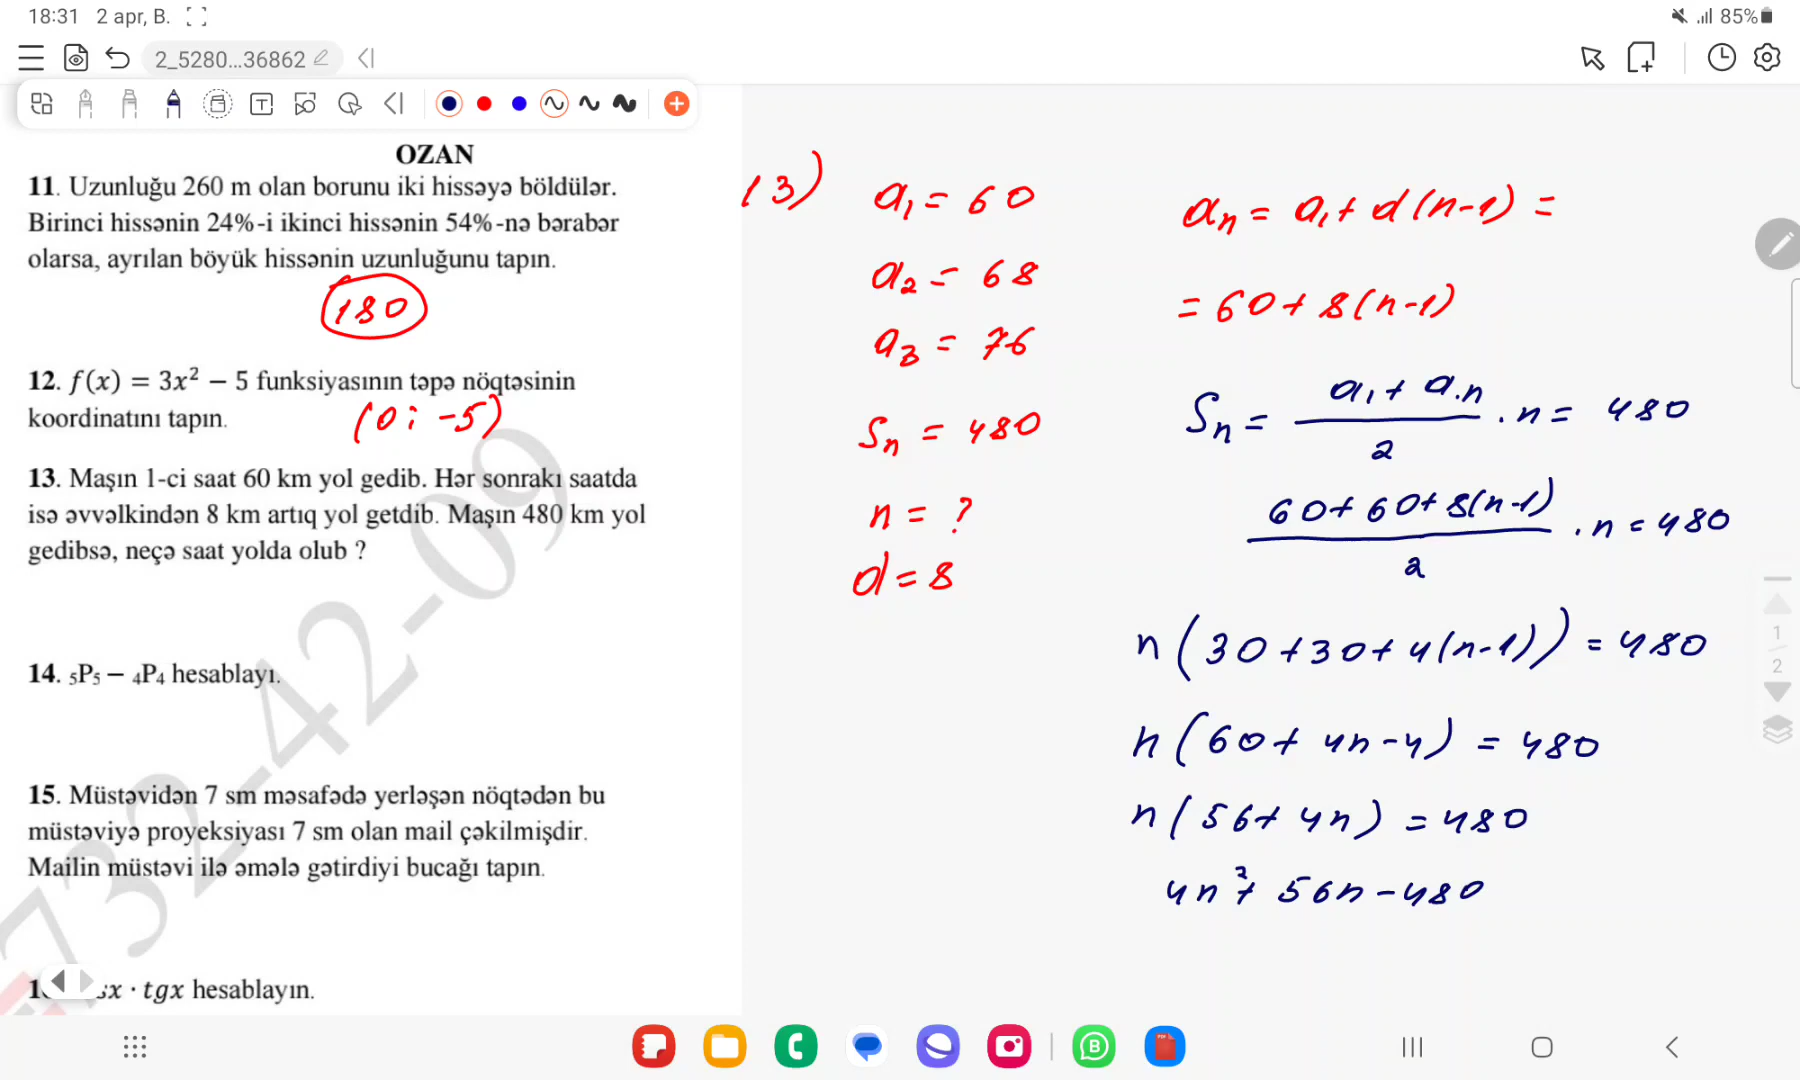 18:31 2 apr, B.
85%
2_5280...36862
OZAN
11. Uzunluğu 260 m olan borunu iki hissəyə böldülər.
Birinci hissənin 24%-i ikinci hissənin 54%-nə bərabər
olarsa, ayrılan böyük hissənin uzunluğunu tapın.
180
12. f(x) = 3x² − 5 funksiyasının təpə nöqtəsinin
koordinatını tapın.
(0; -5)
13. Maşın 1-ci saat 60 km yol gedib. Hər sonrakı saatda
isə əvvəlkindən 8 km artıq yol getdib. Maşın 480 km yol
gedibsə, neçə saat yolda olub ?
14. ₅P₅ − ₄P₄ hesablayı.
15. Müstəvidən 7 sm məsafədə yerləşən nöqtədən bu
müstəviyə proyeksiyası 7 sm olan mail çəkilmişdir.
Mailin müstəvi ilə əmələ gətirdiyi bucağı tapın.
sx · tgx hesablayın.
732-42-09
13)
a₁ = 60
a₂ = 68
a₃ = 76
Sₙ = 480
n = ?
d = 8
aₙ = a₁ + d(n-1) =
= 60 + 8(n-1)
Sₙ = (a₁ + a.n)/2 . n = 480
(60 + 60 + 8(n-1))/2 . n = 480
n(30 + 30 + 4(n-1)) = 480
n(60 + 4n - 4) = 480
n(56 + 4n) = 480
4n² + 56n - 480
1
2